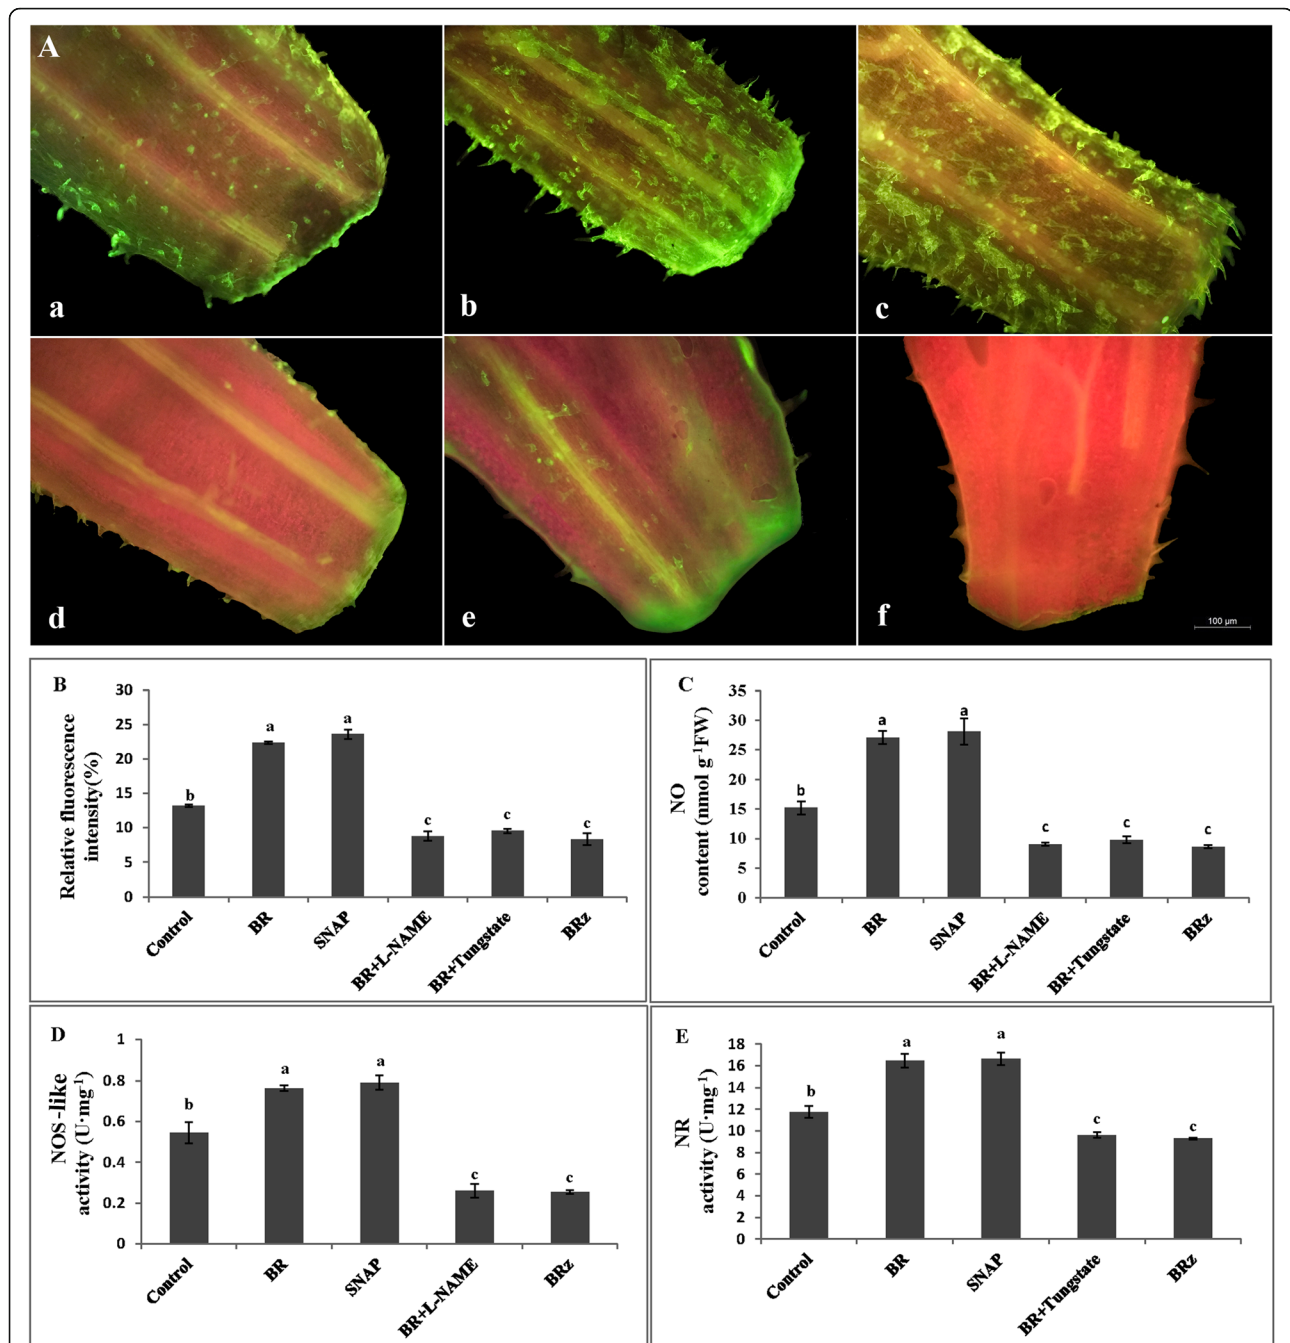 A
a
b
c
d
e
f
100 µm
B
Relative fluorescence
intensity(%)
30
25
20
15
10
5
0
b
a
a
c
c
c
Control
BR
SNAP
BR+L-NAME
BR+Tungstate
BRz
C
NO
content (nmol g⁻¹FW)
35
30
25
20
15
10
5
0
b
a
a
c
c
c
Control
BR
SNAP
BR+L-NAME
BR+Tungstate
BRz
D
NOS-like
activity (U·mg⁻¹)
1
0.8
0.6
0.4
0.2
0
b
a
a
c
c
Control
BR
SNAP
BR+L-NAME
BRz
E
NR
activity (U·mg⁻¹)
18
16
14
12
10
8
6
4
2
0
b
a
a
c
c
Control
BR
SNAP
BR+Tungstate
BRz